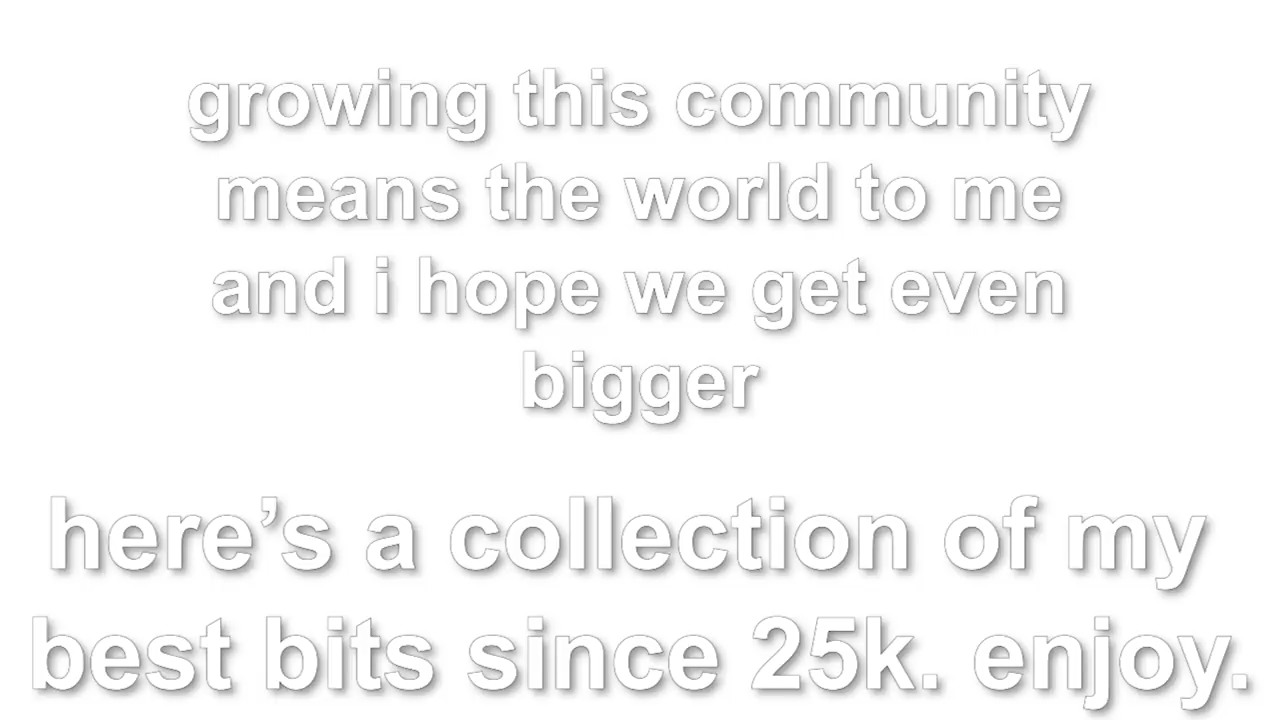 growing this community
means the world to me
and i hope we get even
bigger
here’s a collection of my
best bits since 25k. enjoy.